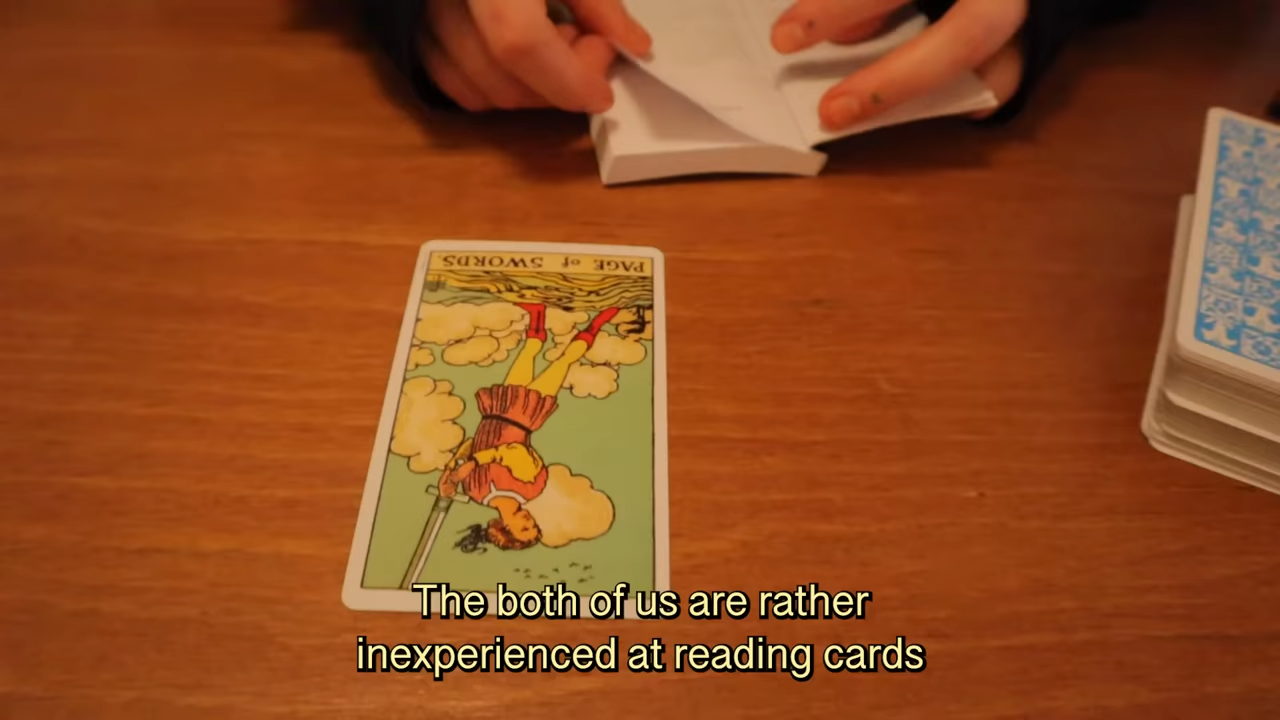 PAGE of SWORDS.
The both of us are rather
inexperienced at reading cards